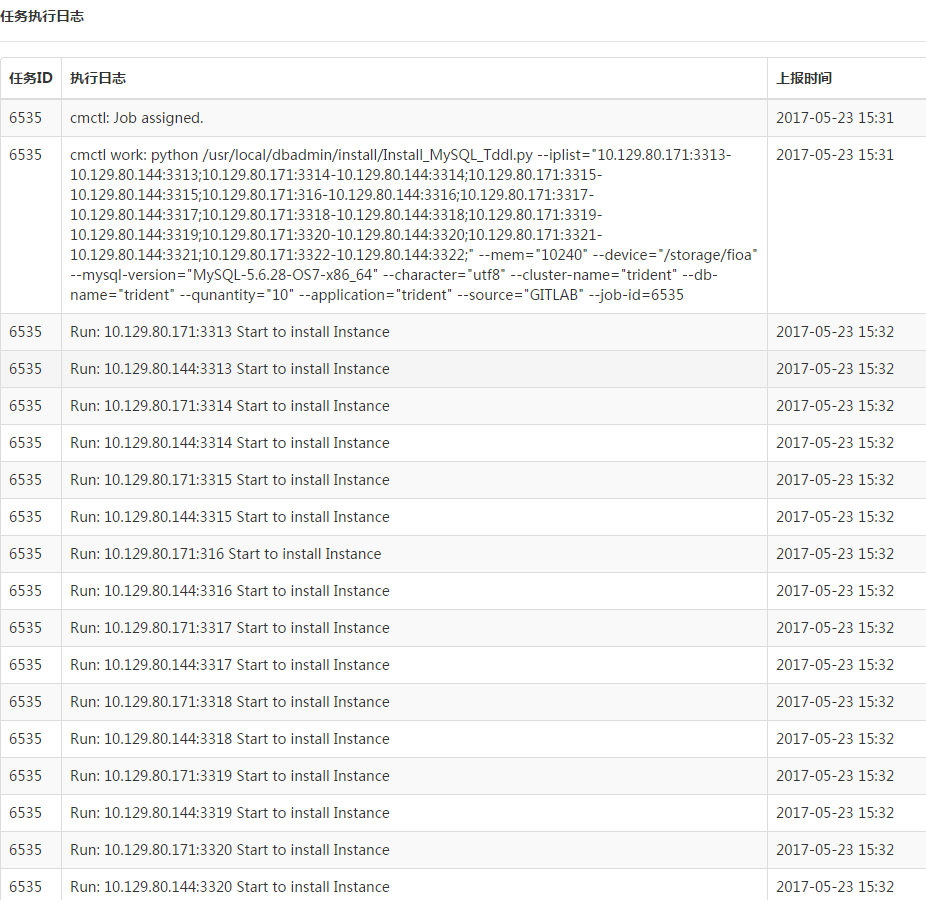 任务执行日志
任务ID 执行日志 上报时间
6535 cmctl: Job assigned. 2017-05-23 15:31
6535 cmctl work: python /usr/local/dbadmin/install/Install_MySQL_Tddl.py --iplist="10.129.80.171:3313- 2017-05-23 15:31
10.129.80.144:3313;10.129.80.171:3314-10.129.80.144:3314;10.129.80.171:3315-
10.129.80.144:3315;10.129.80.171:316-10.129.80.144:3316;10.129.80.171:3317-
10.129.80.144:3317;10.129.80.171:3318-10.129.80.144:3318;10.129.80.171:3319-
10.129.80.144:3319;10.129.80.171:3320-10.129.80.144:3320;10.129.80.171:3321-
10.129.80.144:3321;10.129.80.171:3322-10.129.80.144:3322;" --mem="10240" --device="/storage/fioa"
--mysql-version="MySQL-5.6.28-OS7-x86_64" --character="utf8" --cluster-name="trident" --db-
name="trident" --qunantity="10" --application="trident" --source="GITLAB" --job-id=6535
6535 Run: 10.129.80.171:3313 Start to install Instance 2017-05-23 15:32
6535 Run: 10.129.80.144:3313 Start to install Instance 2017-05-23 15:32
6535 Run: 10.129.80.171:3314 Start to install Instance 2017-05-23 15:32
6535 Run: 10.129.80.144:3314 Start to install Instance 2017-05-23 15:32
6535 Run: 10.129.80.171:3315 Start to install Instance 2017-05-23 15:32
6535 Run: 10.129.80.144:3315 Start to install Instance 2017-05-23 15:32
6535 Run: 10.129.80.171:316 Start to install Instance 2017-05-23 15:32
6535 Run: 10.129.80.144:3316 Start to install Instance 2017-05-23 15:32
6535 Run: 10.129.80.171:3317 Start to install Instance 2017-05-23 15:32
6535 Run: 10.129.80.144:3317 Start to install Instance 2017-05-23 15:32
6535 Run: 10.129.80.171:3318 Start to install Instance 2017-05-23 15:32
6535 Run: 10.129.80.144:3318 Start to install Instance 2017-05-23 15:32
6535 Run: 10.129.80.171:3319 Start to install Instance 2017-05-23 15:32
6535 Run: 10.129.80.144:3319 Start to install Instance 2017-05-23 15:32
6535 Run: 10.129.80.171:3320 Start to install Instance 2017-05-23 15:32
6535 Run: 10.129.80.144:3320 Start to install Instance 2017-05-23 15:32